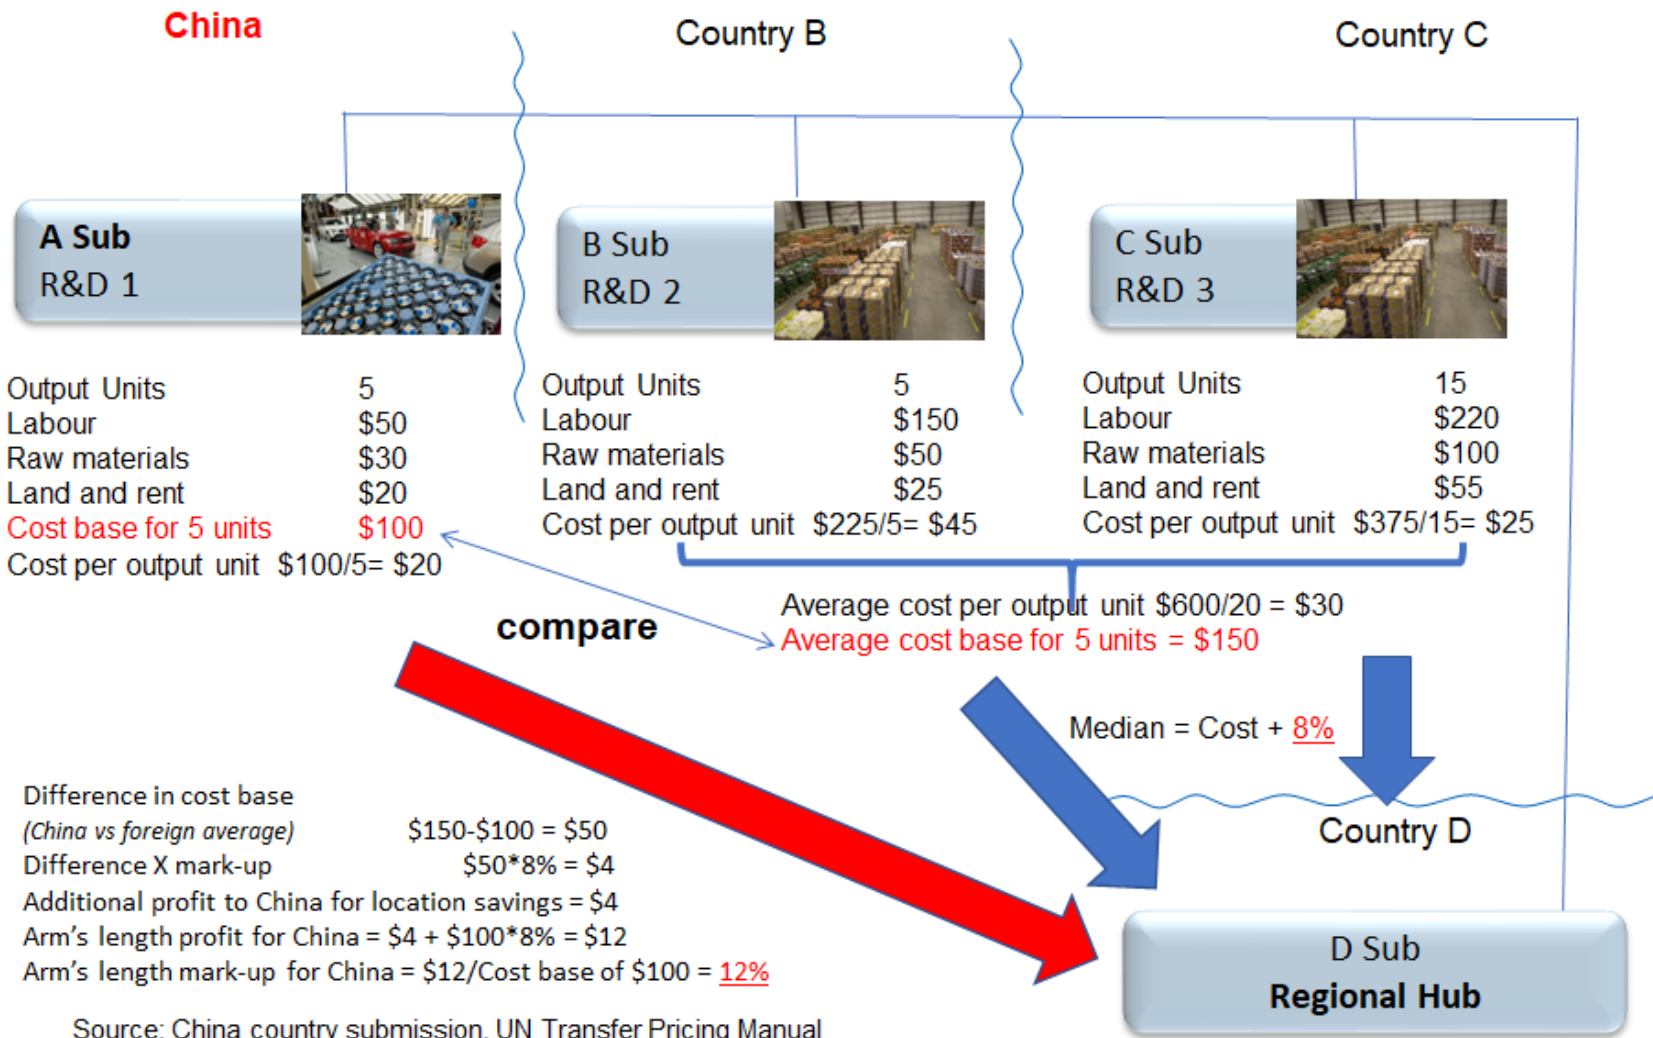 China
Country B
Country C
A Sub
R&D 1
B Sub
R&D 2
C Sub
R&D 3
Output Units 5
Labour $50
Raw materials $30
Land and rent $20
Cost base for 5 units $100
Cost per output unit $100/5= $20
Output Units 5
Labour $150
Raw materials $50
Land and rent $25
Cost per output unit $225/5= $45
Output Units 15
Labour $220
Raw materials $100
Land and rent $55
Cost per output unit $375/15= $25
Average cost per output unit $600/20 = $30
Average cost base for 5 units = $150
compare
Median = Cost + 8%
Difference in cost base
(China vs foreign average) $150-$100 = $50
Difference X mark-up $50*8% = $4
Additional profit to China for location savings = $4
Arm's length profit for China = $4 + $100*8% = $12
Arm's length mark-up for China = $12/Cost base of $100 = 12%
Country D
D Sub
Regional Hub
Source: China country submission, UN Transfer Pricing Manual